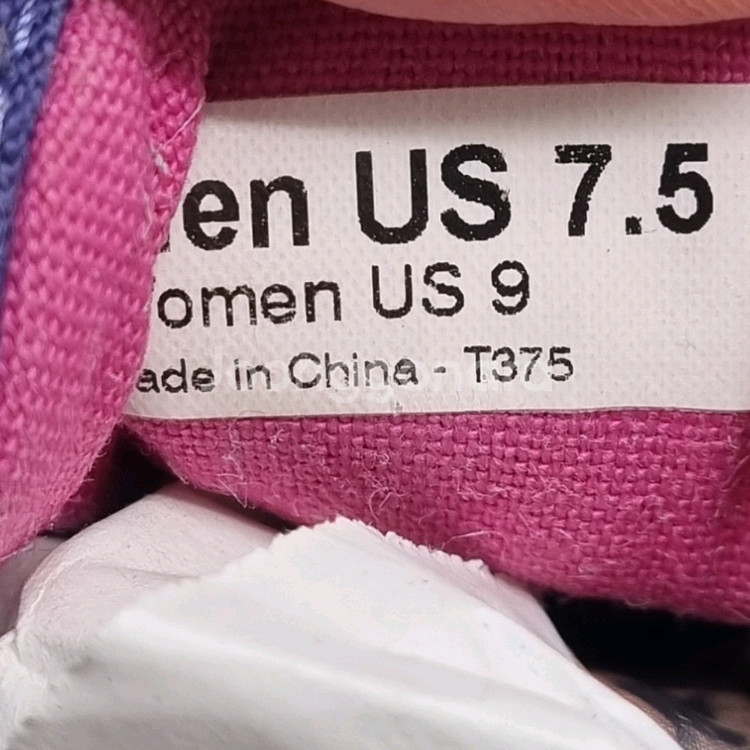 en US 7.5
omen US 9
ade in China - T375